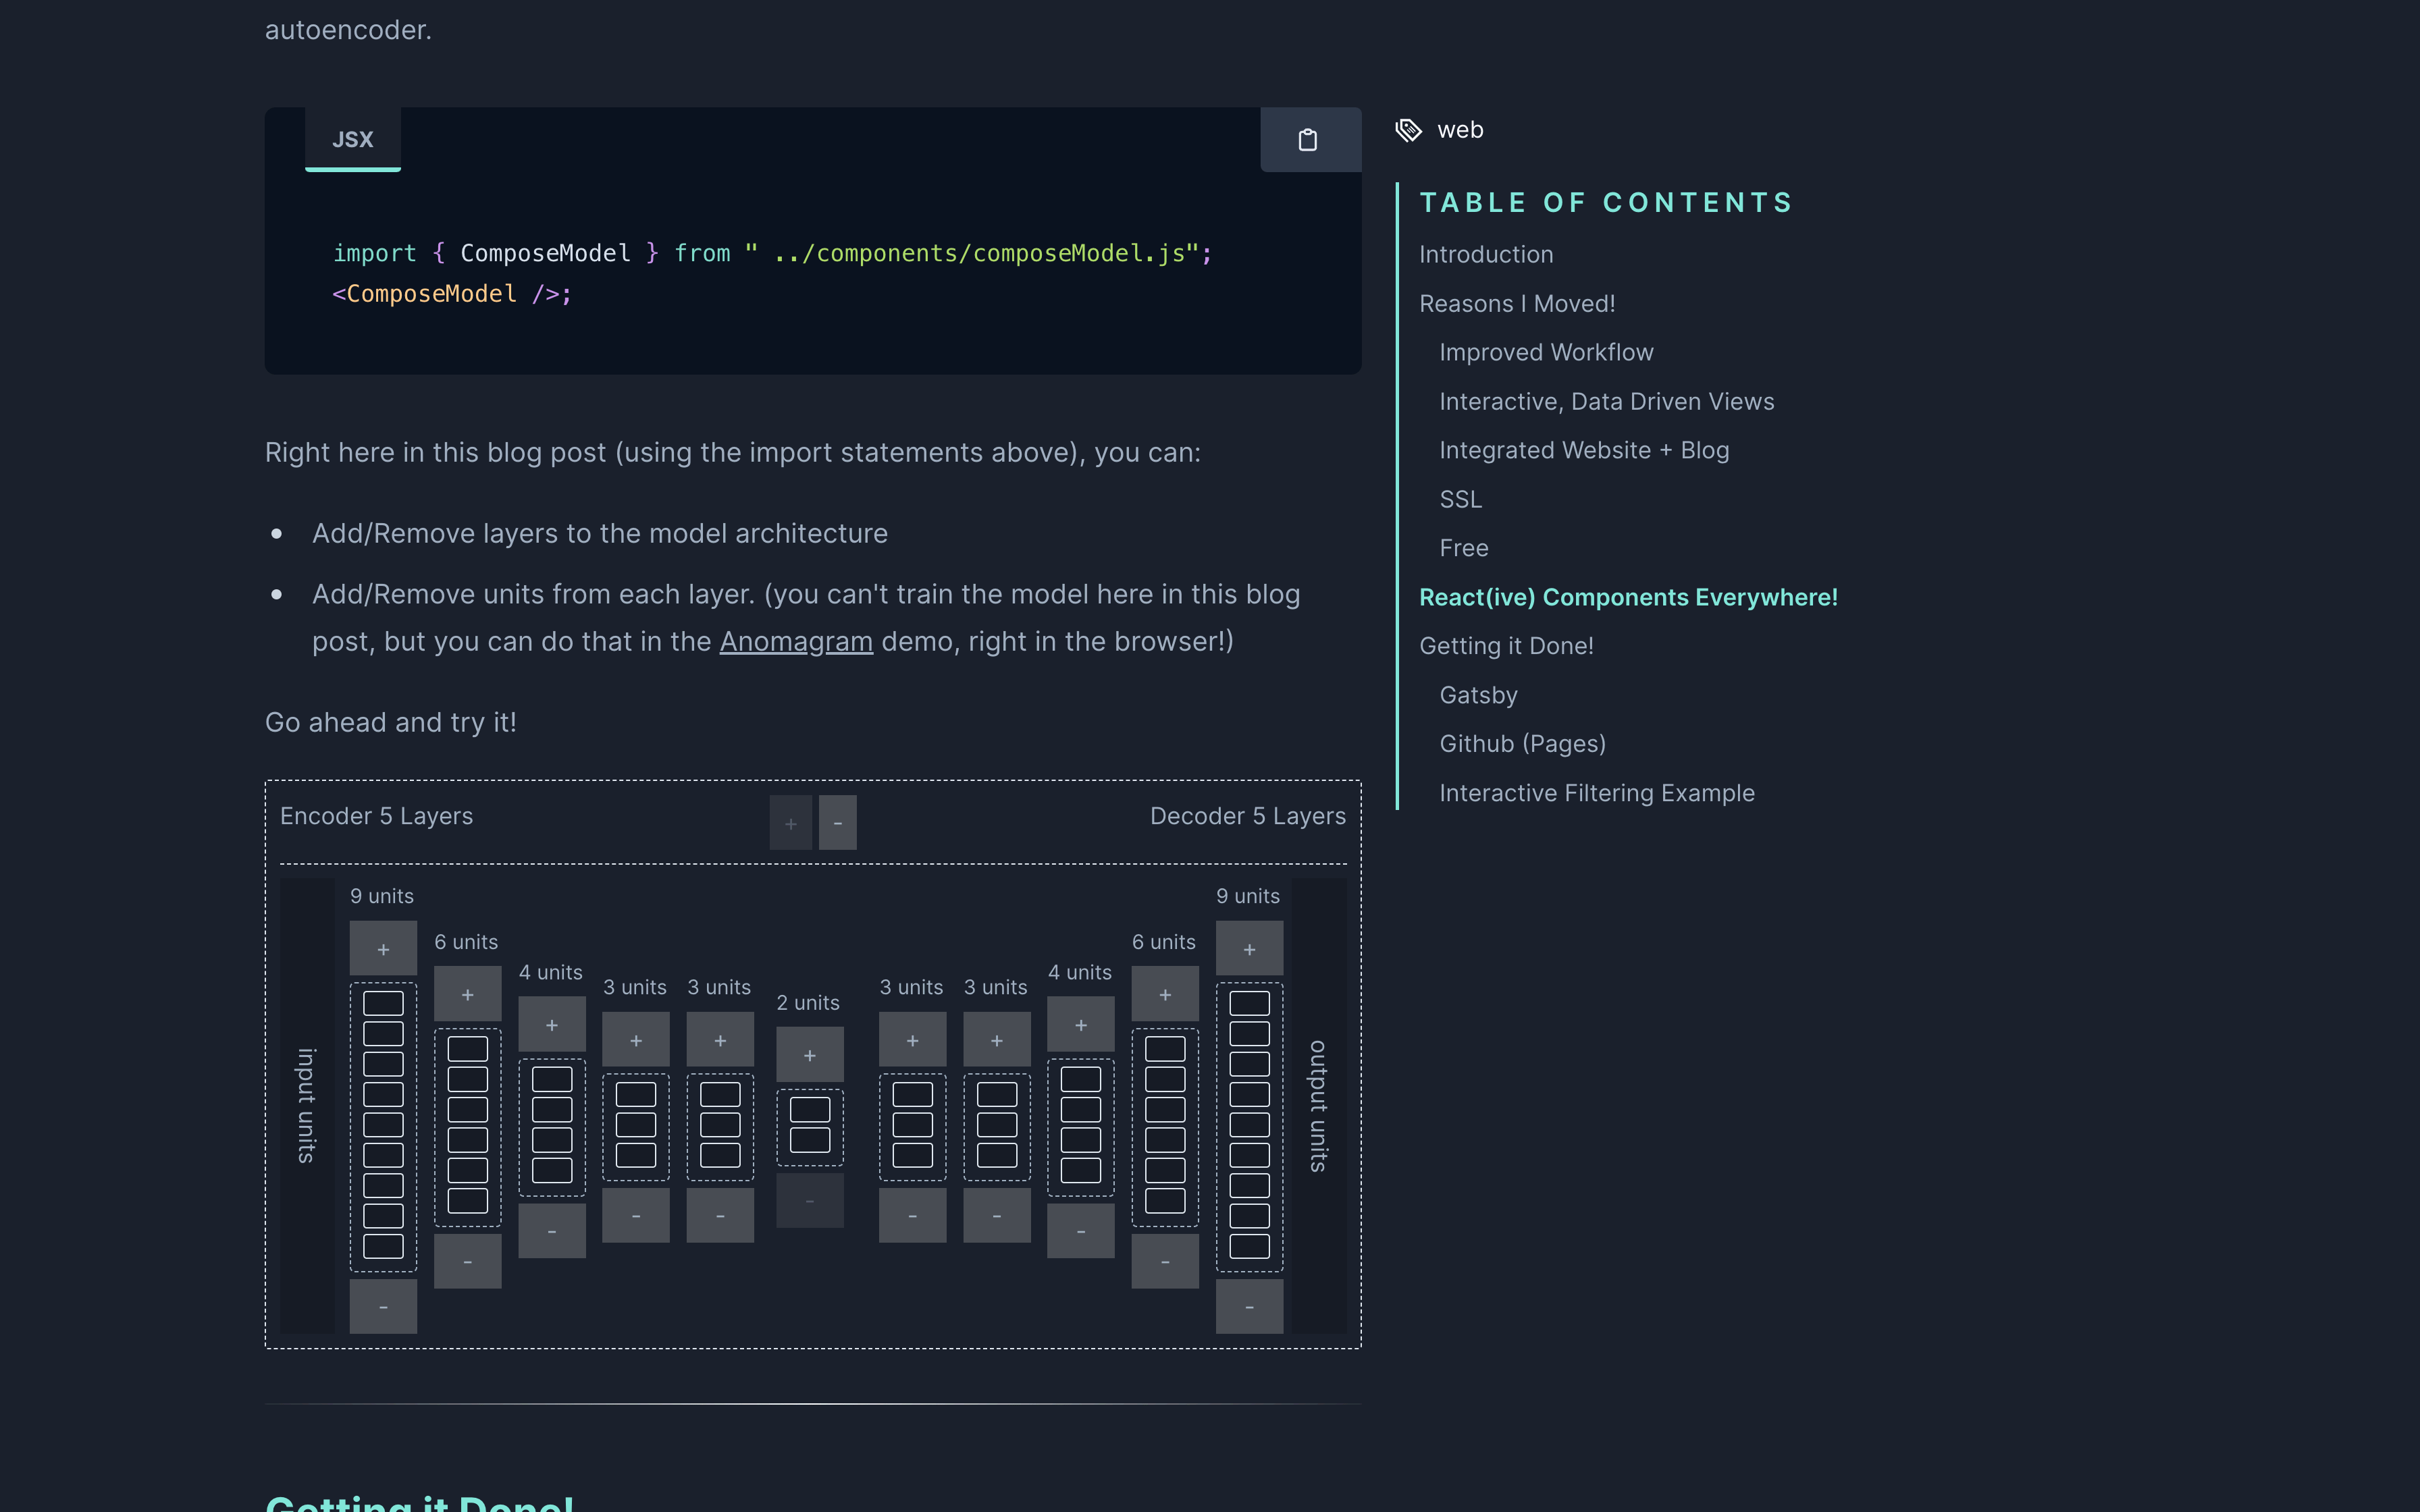 autoencoder.
JSX
import { ComposeModel } from " ../components/composeModel.js";
<ComposeModel />;
Right here in this blog post (using the import statements above), you can:
Add/Remove layers to the model architecture
Add/Remove units from each layer. (you can't train the model here in this blog
post, but you can do that in the Anomagram demo, right in the browser!)
Go ahead and try it!
Encoder 5 Layers
+ -
Decoder 5 Layers
input units
9 units
+
-
6 units
+
-
4 units
+
-
3 units
+
-
3 units
+
-
2 units
+
-
3 units
+
-
3 units
+
-
4 units
+
-
6 units
+
-
9 units
+
-
output units
Getting it Done!
web
TABLE OF CONTENTS
Introduction
Reasons I Moved!
Improved Workflow
Interactive, Data Driven Views
Integrated Website + Blog
SSL
Free
React(ive) Components Everywhere!
Getting it Done!
Gatsby
Github (Pages)
Interactive Filtering Example